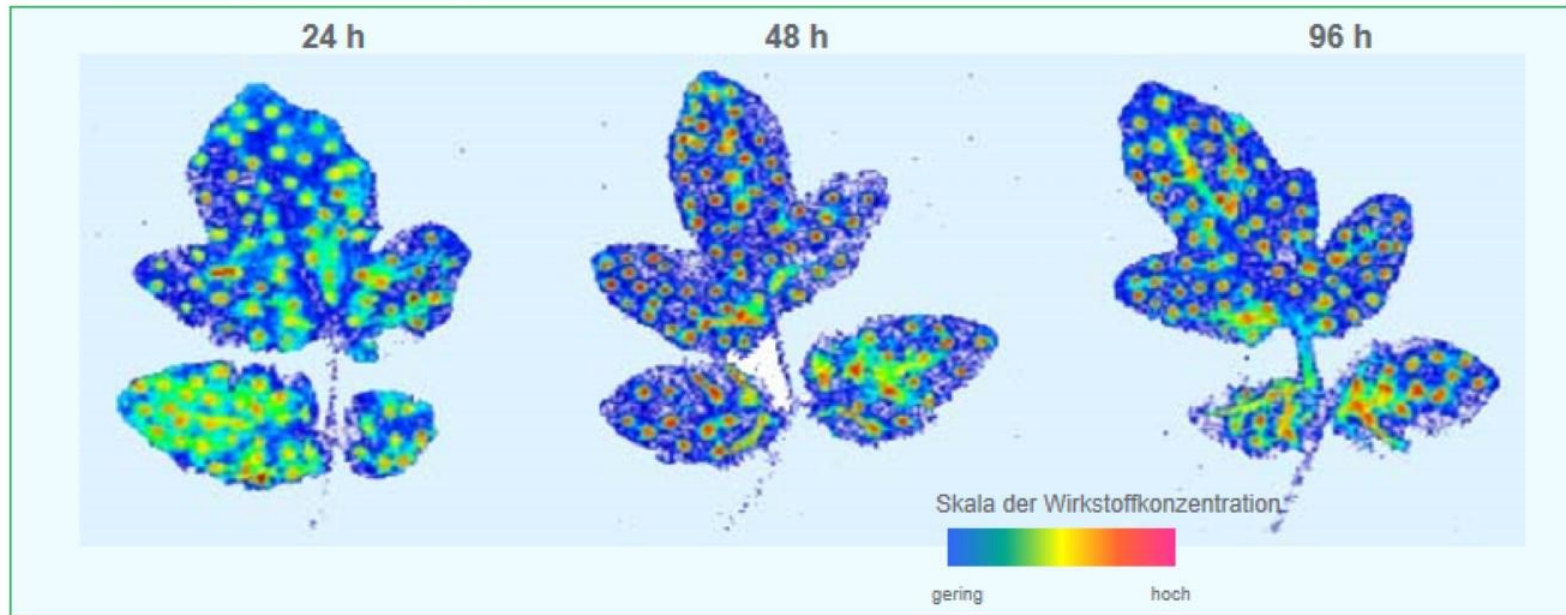 24 h
48 h
96 h
Skala der Wirkstoffkonzentration
gering
hoch